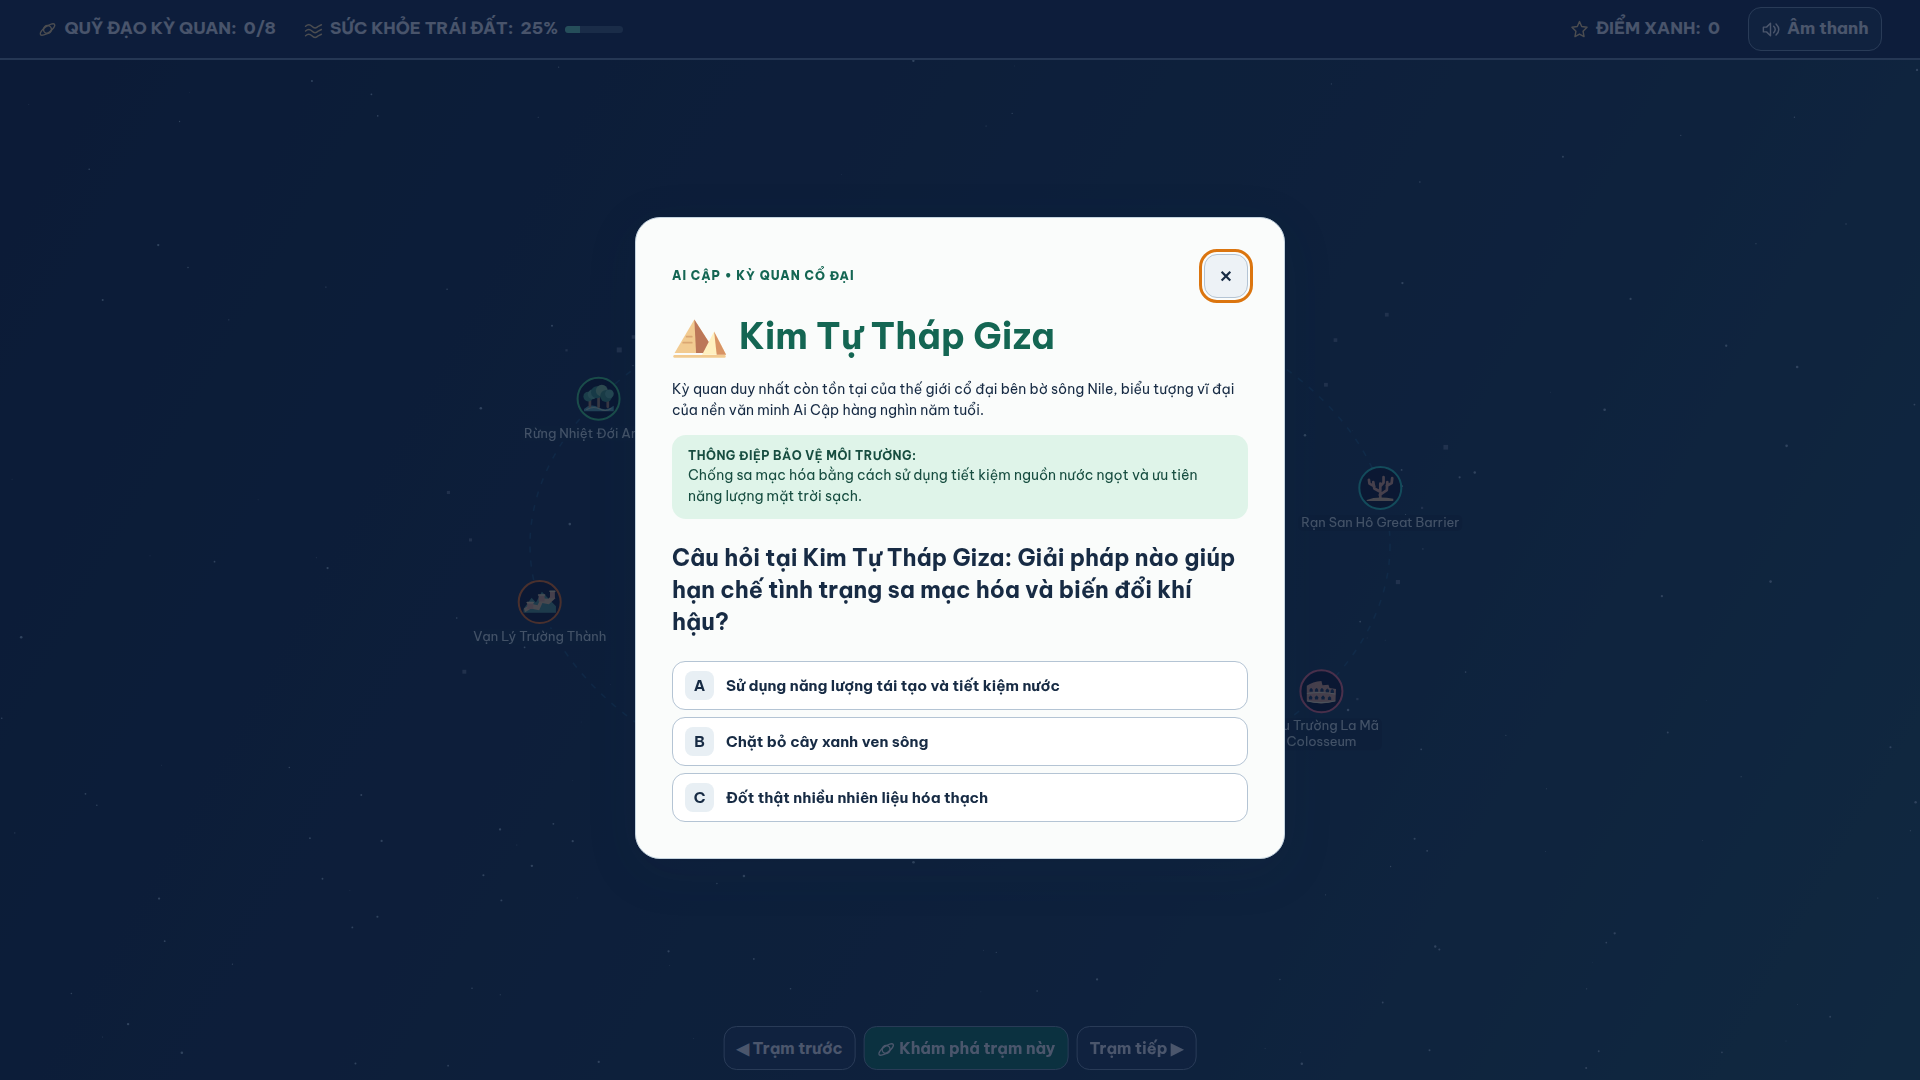 QUỸ ĐẠO KỲ QUAN: 0/8
SỨC KHỎE TRÁI ĐẤT: 25%
ĐIỂM XANH: 0
Âm thanh
AI CẬP • KỲ QUAN CỔ ĐẠI
×
Kim Tự Tháp Giza
Kỳ quan duy nhất còn tồn tại của thế giới cổ đại bên bờ sông Nile, biểu tượng vĩ đại
của nền văn minh Ai Cập hàng nghìn năm tuổi.
THÔNG ĐIỆP BẢO VỆ MÔI TRƯỜNG:
Chống sa mạc hóa bằng cách sử dụng tiết kiệm nguồn nước ngọt và ưu tiên
năng lượng mặt trời sạch.
Câu hỏi tại Kim Tự Tháp Giza: Giải pháp nào giúp
hạn chế tình trạng sa mạc hóa và biến đổi khí
hậu?
A Sử dụng năng lượng tái tạo và tiết kiệm nước
B Chặt bỏ cây xanh ven sông
C Đốt thật nhiều nhiên liệu hóa thạch
Rừng Nhiệt Đới
Vạn Lý Trường Thành
Rạn San Hô Great Barrier
Trường La Mã
Colosseum
◀ Trạm trước
Khám phá trạm này
Trạm tiếp ▶